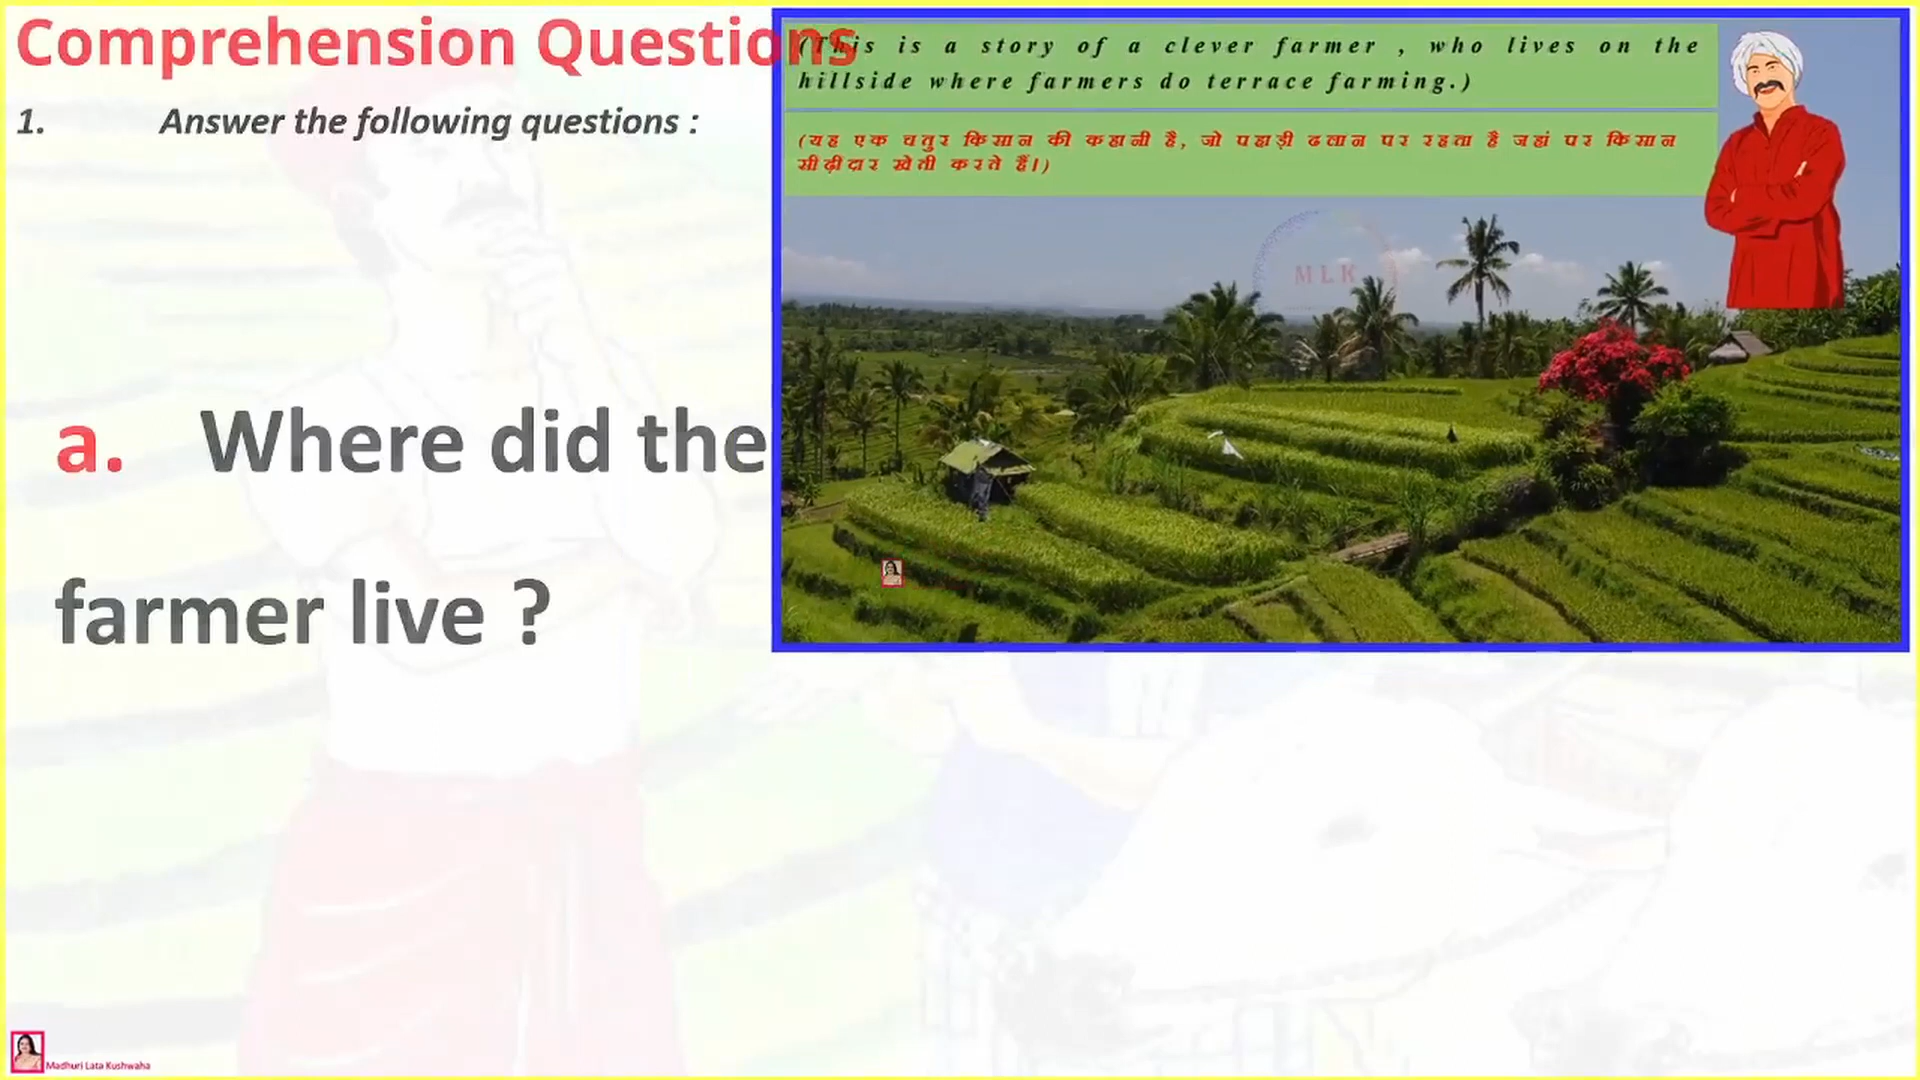 Comprehension Questions
1. Answer the following questions :
a. Where did the
farmer live ?
(This is a story of a clever farmer , who lives on the
hillside where farmers do terrace farming.)
(यह एक चतुर किसान की कहानी है, जो पहाड़ी ढलान पर रहता है जहां पर किसान
सीढ़ीदार खेती करते हैं।)
MLK
Madhuri Lata Kushwaha